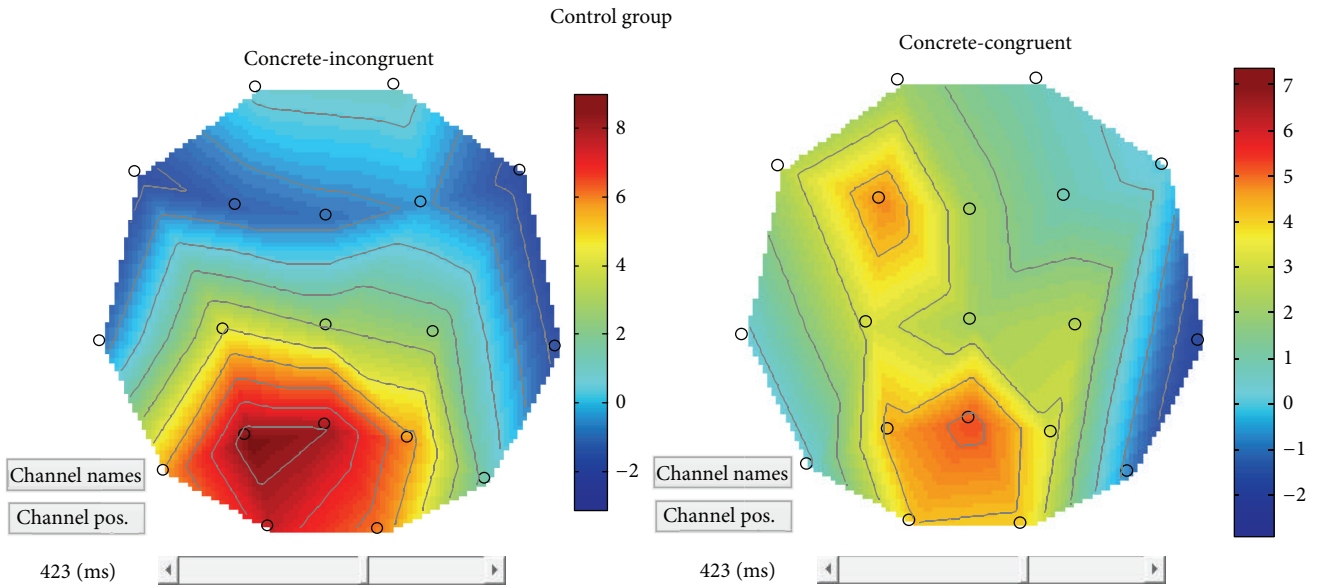 Control group
Concrete-incongruent
8
6
4
2
0
−2
Channel names
Channel pos.
423 (ms)
Concrete-congruent
7
6
5
4
3
2
1
0
−1
−2
Channel names
Channel pos.
423 (ms)